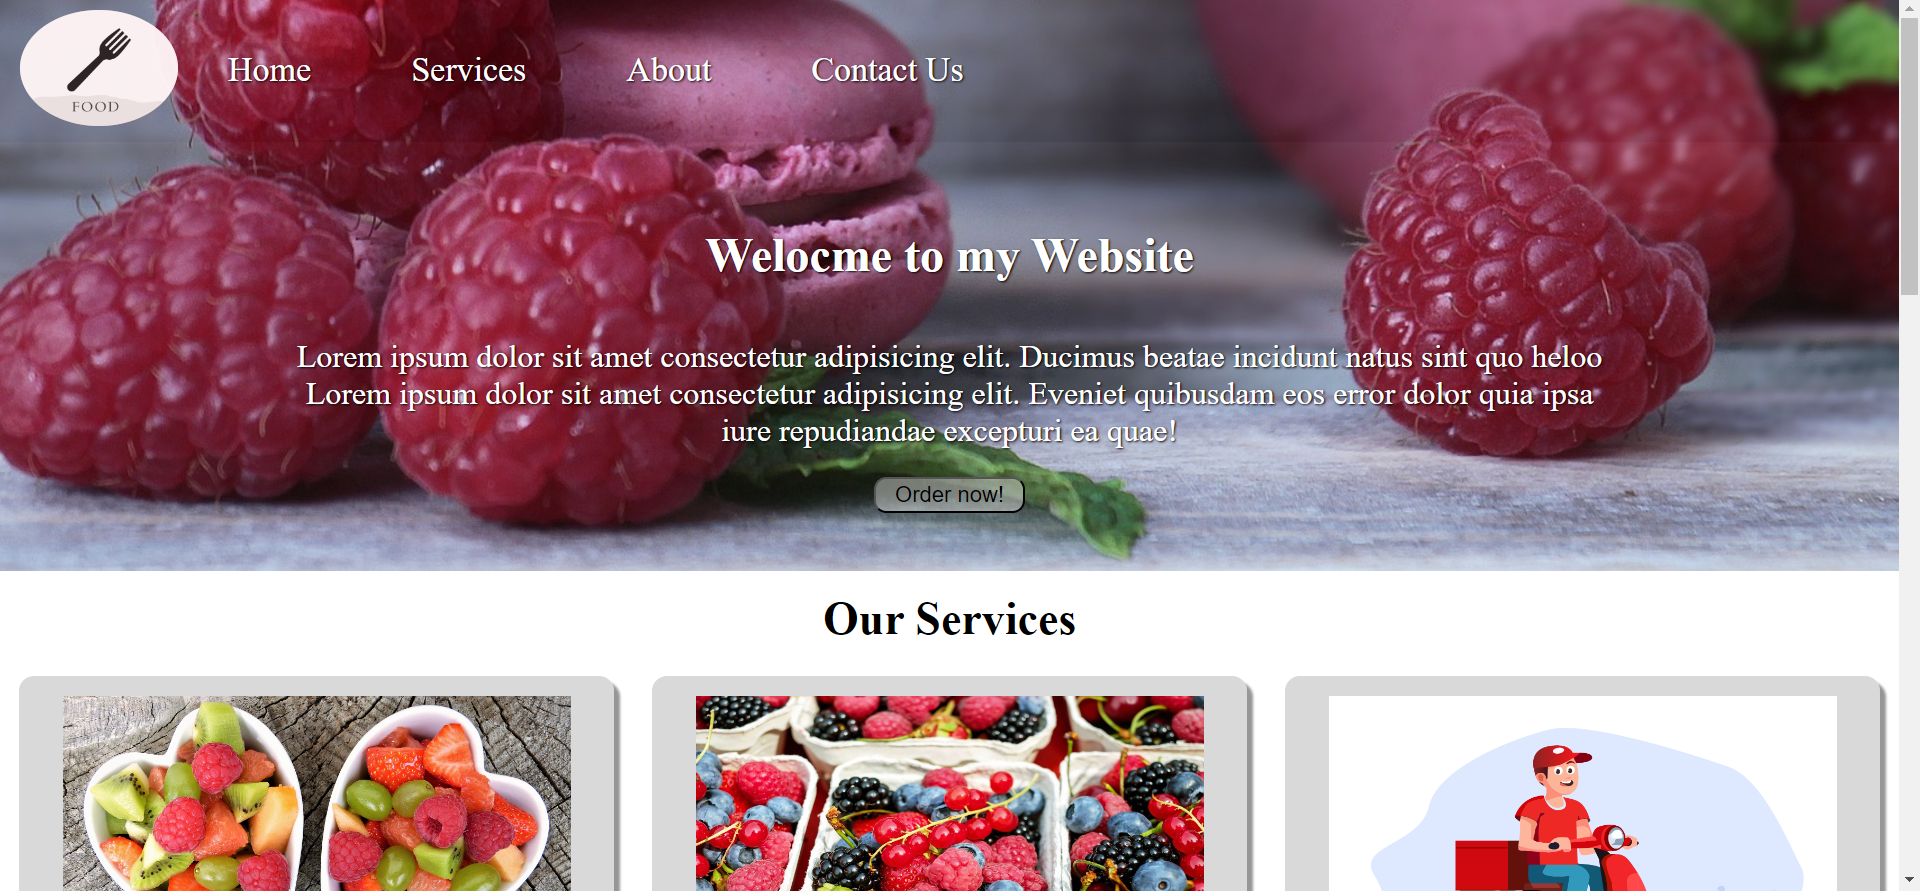 FOOD
Home Services About Contact Us
Welocme to my Website
Lorem ipsum dolor sit amet consectetur adipisicing elit. Ducimus beatae incidunt natus sint quo heloo
Lorem ipsum dolor sit amet consectetur adipisicing elit. Eveniet quibusdam eos error dolor quia ipsa
iure repudiandae excepturi ea quae!
Order now!
Our Services